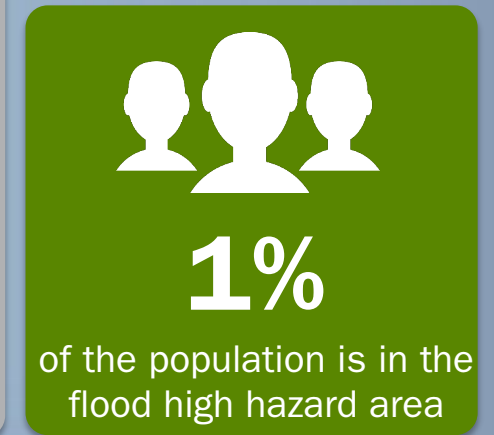 1%
of the population is in the
flood high hazard area